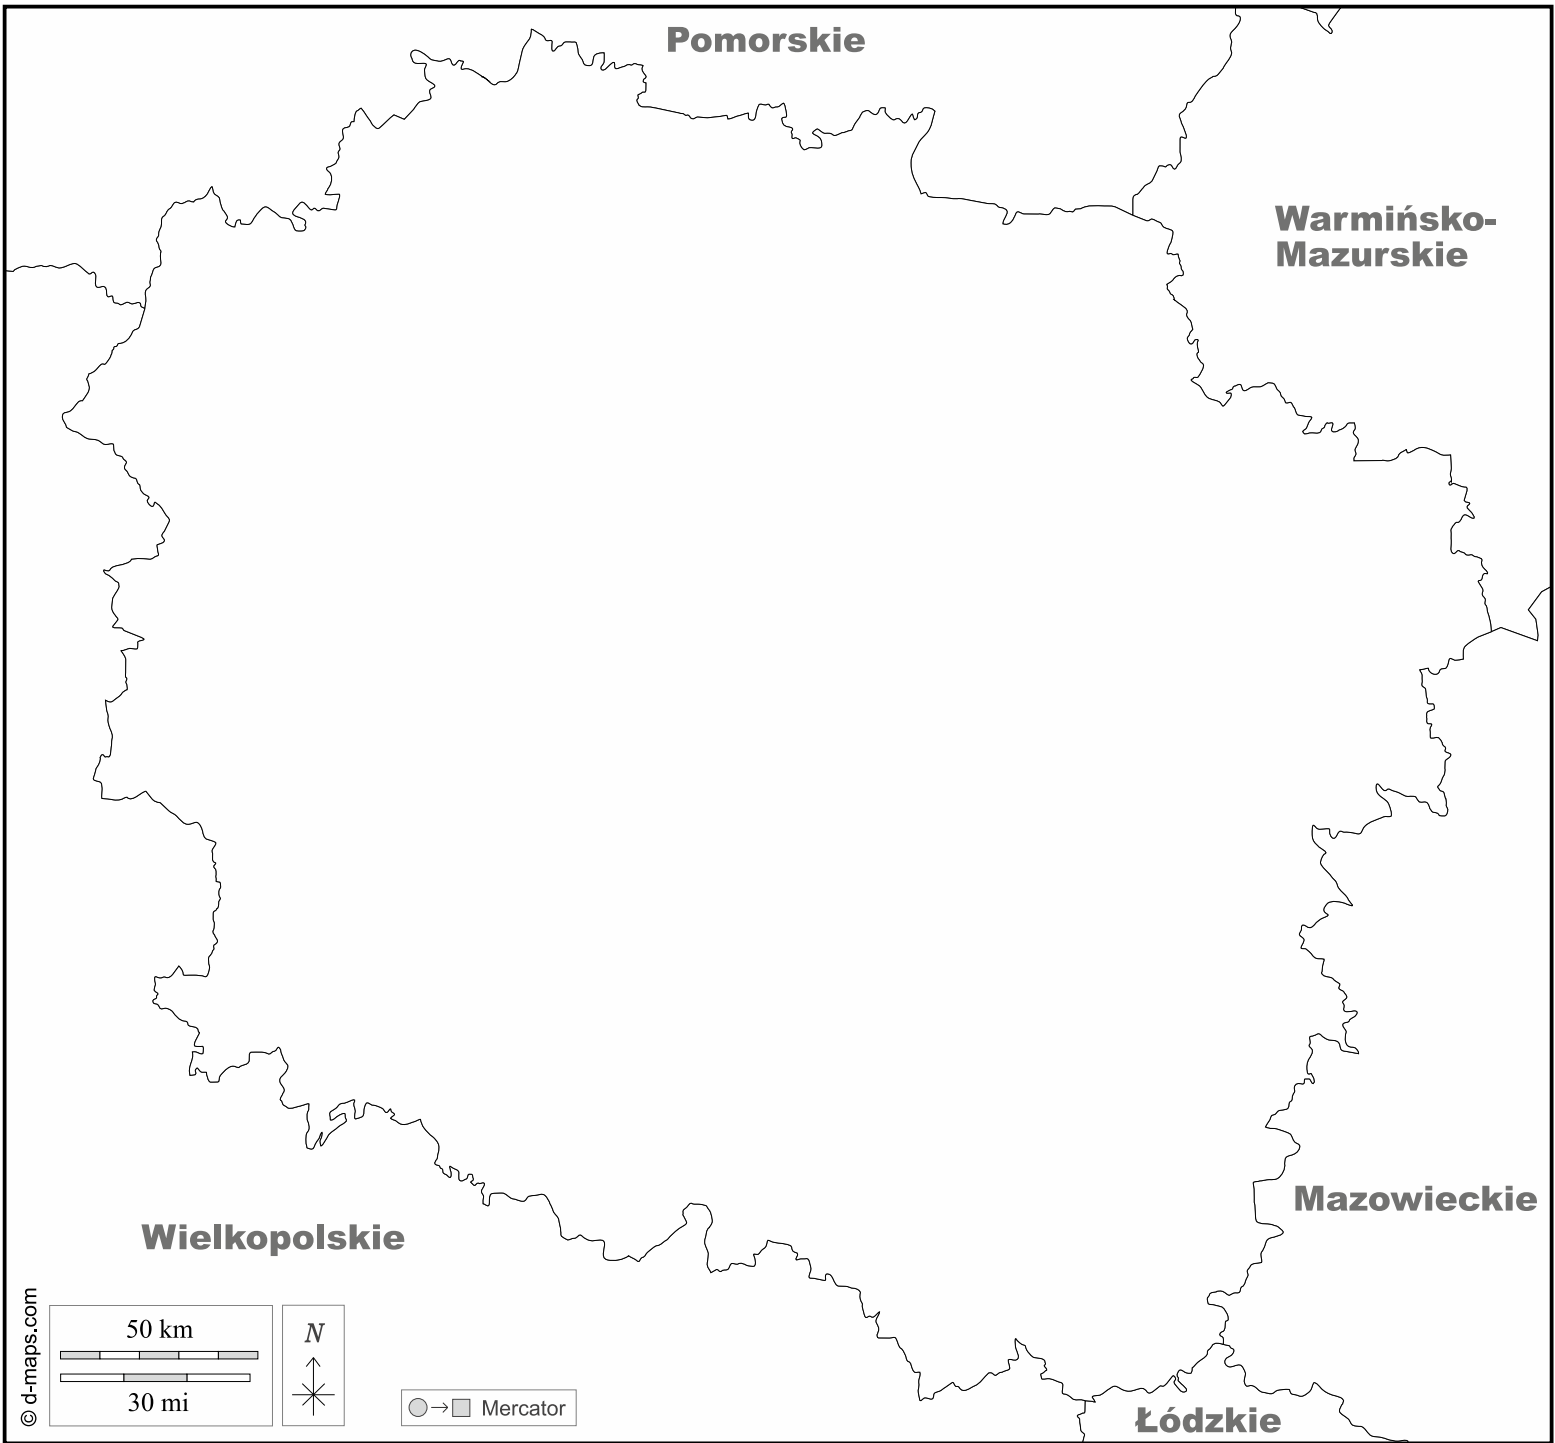 Pomorskie
Warmińsko-
Mazurskie
Mazowieckie
Wielkopolskie
© d-maps.com
50 km
30 mi
N
Mercator
Łódzkie